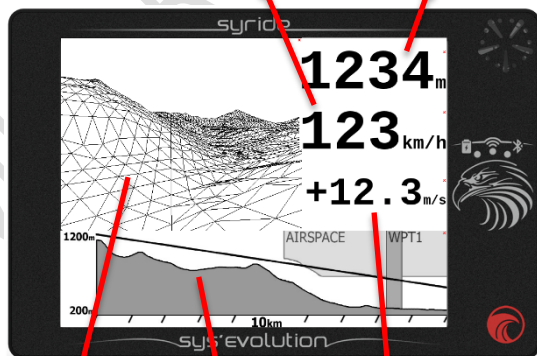 syride
1234m
123km/h
+12.3m/s
1200m
AIRSPACE
WPT1
200m
10km
sys'evolution